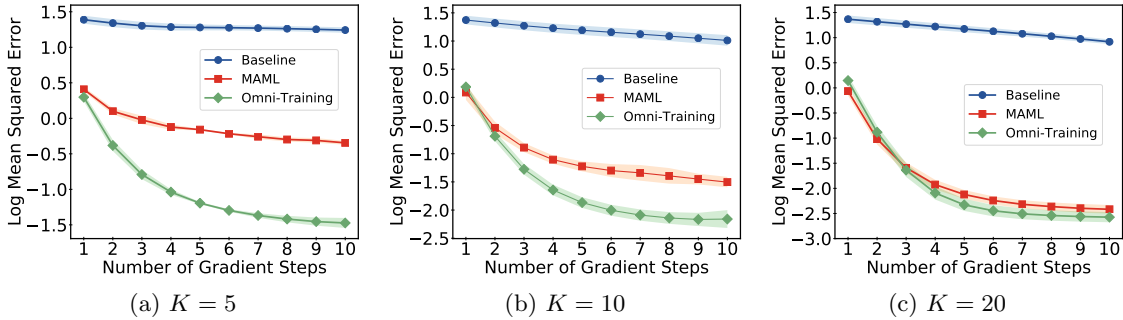 Log Mean Squared Error
1.5
1.0
0.5
0.0
−0.5
−1.0
−1.5
Baseline
MAML
Omni-Training
1 2 3 4 5 6 7 8 9 10
Number of Gradient Steps
(a) K = 5
Log Mean Squared Error
1.5
1.0
0.5
0.0
−0.5
−1.0
−1.5
−2.0
−2.5
Baseline
MAML
Omni-Training
1 2 3 4 5 6 7 8 9 10
Number of Gradient Steps
(b) K = 10
Log Mean Squared Error
1.5
1.0
0.5
0.0
−0.5
−1.0
−1.5
−2.0
−2.5
−3.0
Baseline
MAML
Omni-Training
1 2 3 4 5 6 7 8 9 10
Number of Gradient Steps
(c) K = 20